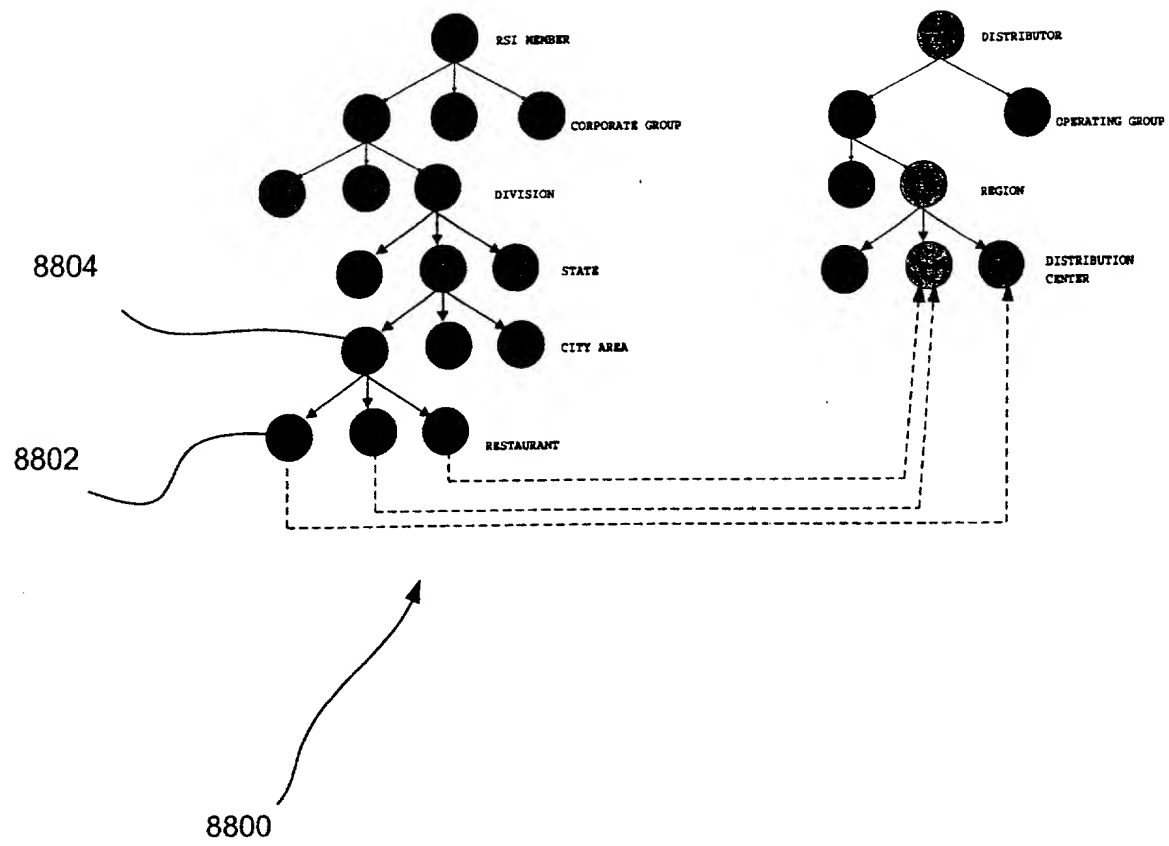 RSI MEMBER
DISTRIBUTOR
CORPORATE GROUP
OPERATING GROUP
DIVISION
REGION
8804
STATE
DISTRIBUTION
CENTER
CITY AREA
8802
RESTAURANT
8800